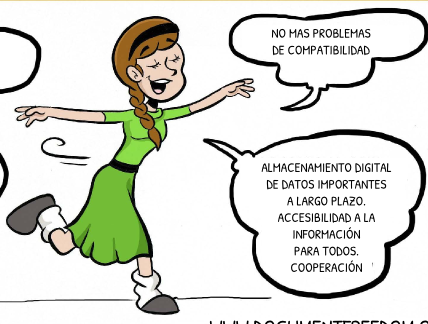 NO MAS PROBLEMAS
DE COMPATIBILIDAD
ALMACENAMIENTO DIGITAL
DE DATOS IMPORTANTES
A LARGO PLAZO.
ACCESIBILIDAD A LA
INFORMACIÓN
PARA TODOS.
COOPERACIÓN